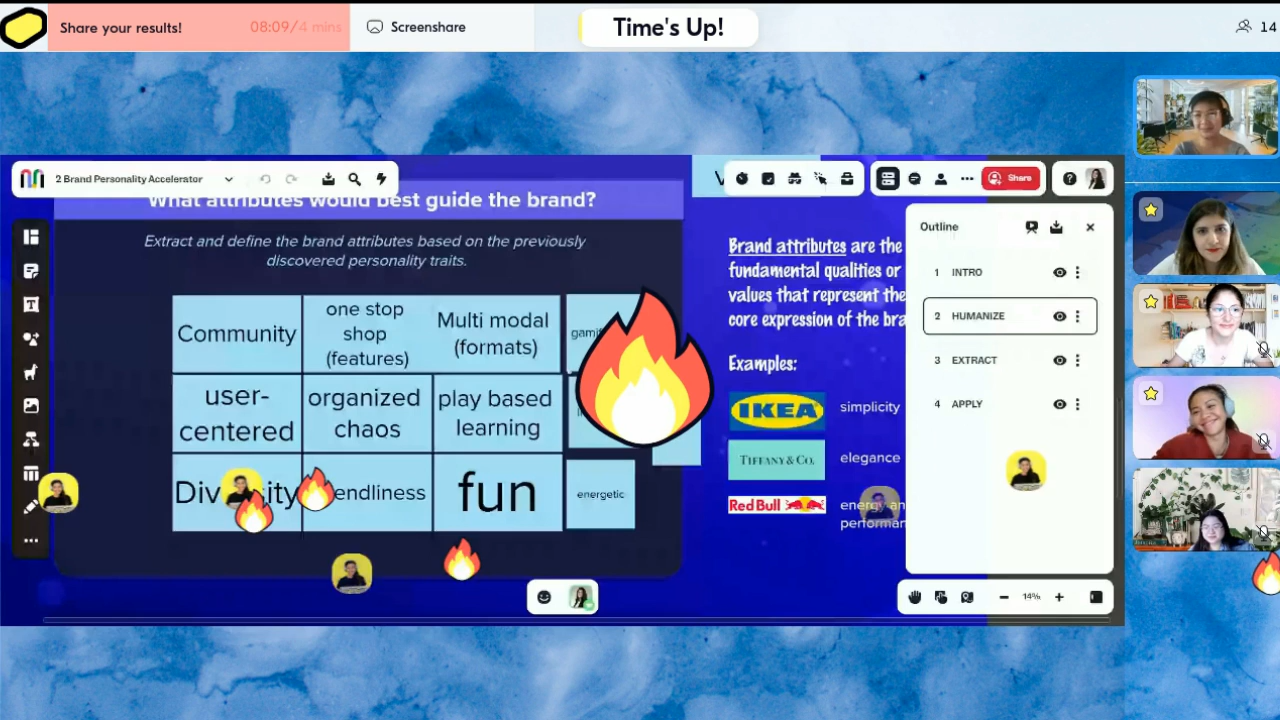 Share your results!
08:09/4 mins
Screenshare
Time's Up!
14
2 Brand Personality Accelerator
Share
What attributes would best guide the brand?
Extract and define the brand attributes based on the previously
discovered personality traits.
Community
one stop
shop
(features)
Multi modal
(formats)
user-
centered
organized
chaos
play based
learning
fun
energetic
Brand attributes are the
fundamental qualities or
values that represent the
core expression of the bra
Examples:
IKEA
simplicity
TIFFANY & CO.
elegance
Red Bull
energy an
performan
Outline
1 INTRO
2 HUMANIZE
3 EXTRACT
4 APPLY
14%